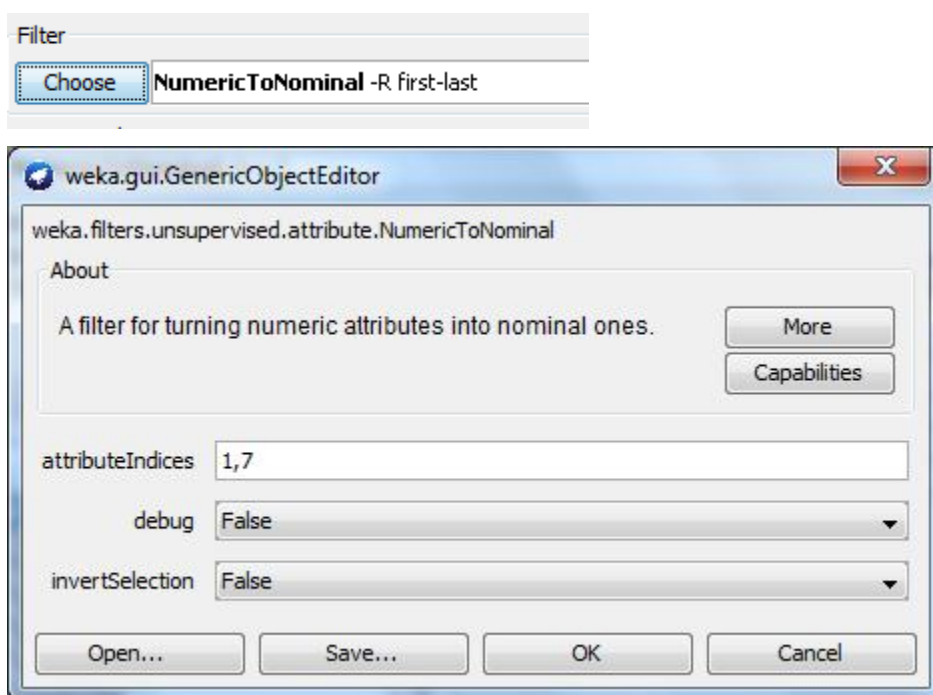 Filter
Choose NumericToNominal -R first-last
weka.gui.GenericObjectEditor
weka.filters.unsupervised.attribute.NumericToNominal
About
A filter for turning numeric attributes into nominal ones.
More
Capabilities
attributeIndices 1,7
debug False
invertSelection False
Open... Save... OK Cancel